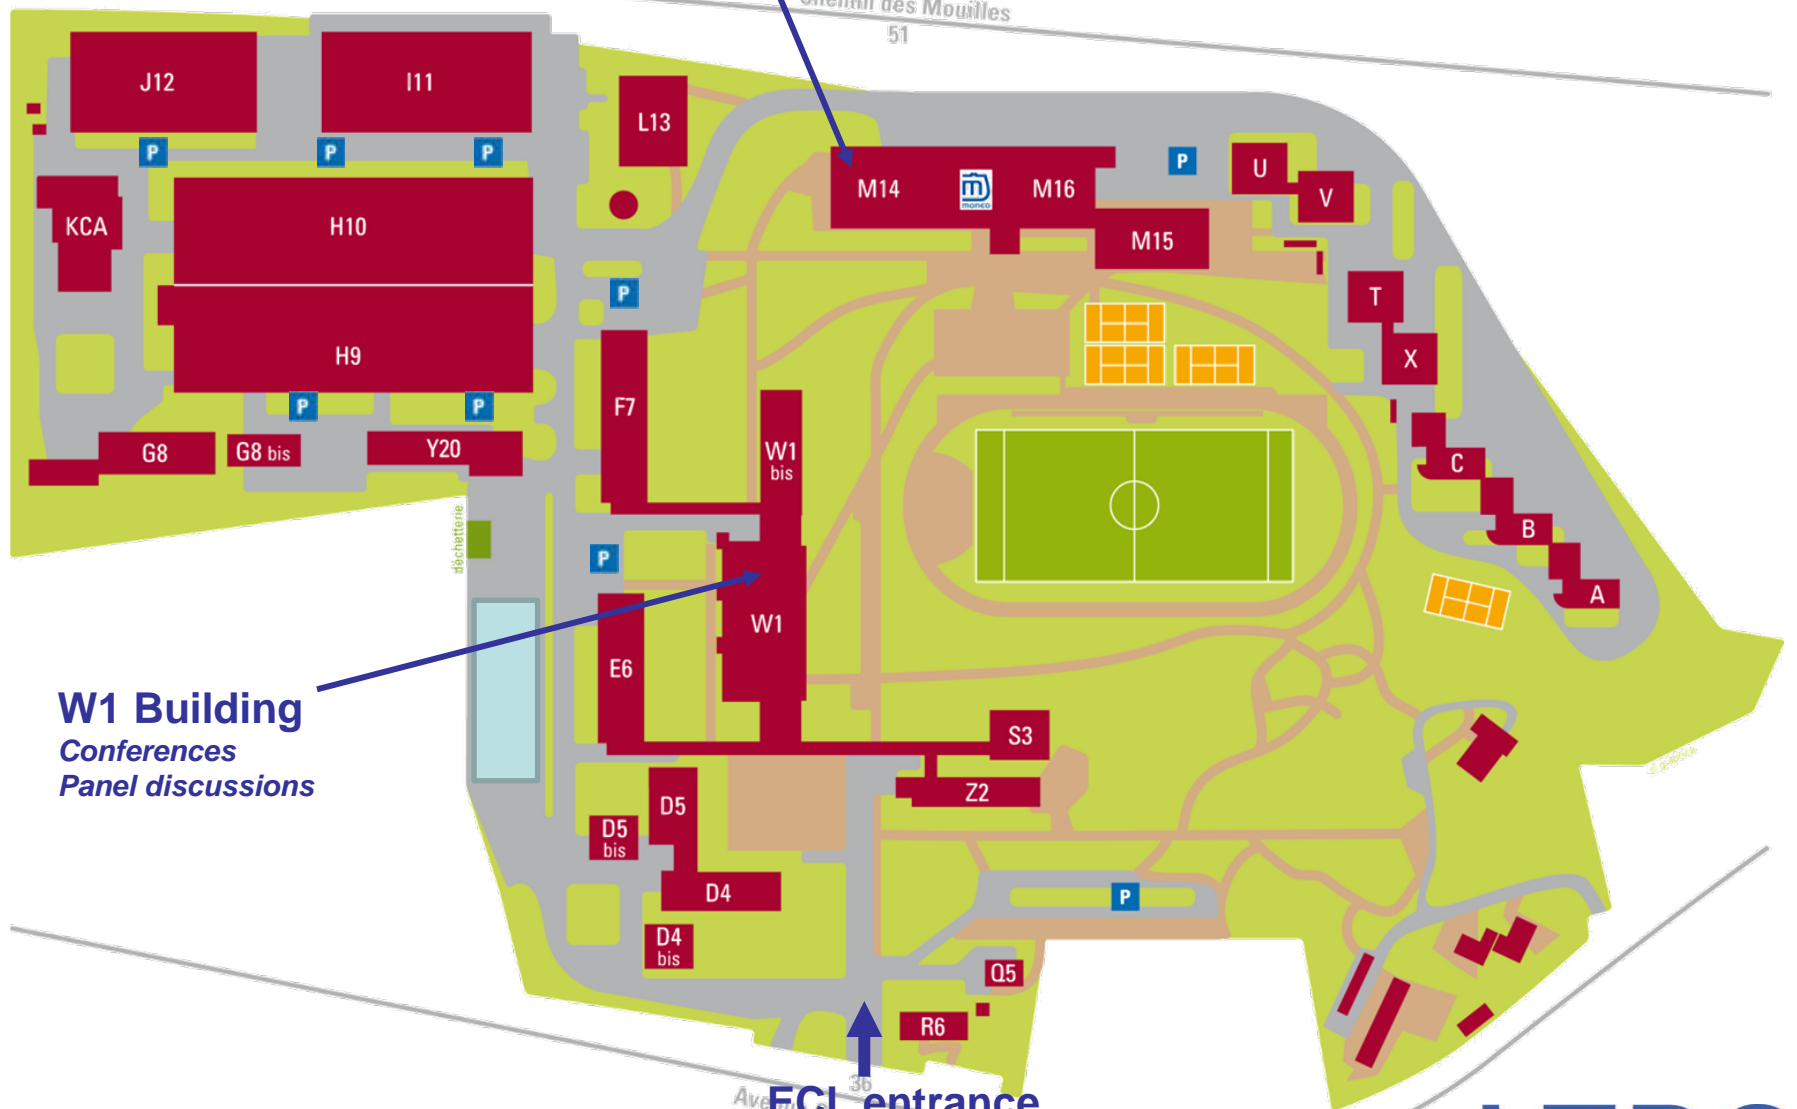 Chemin des Mouilles
51
J12
I11
L13
P
P
P
P
U
M14
M16
V
KCA
H10
M15
P
T
H9
X
P
P
F7
W1
bis
G8
G8 bis
Y20
C
déchetterie
B
P
A
W1
E6
W1 Building
Conferences
Panel discussions
S3
Z2
D5
D5
bis
D4
P
D4
bis
Q5
R6
36
ECL entrance